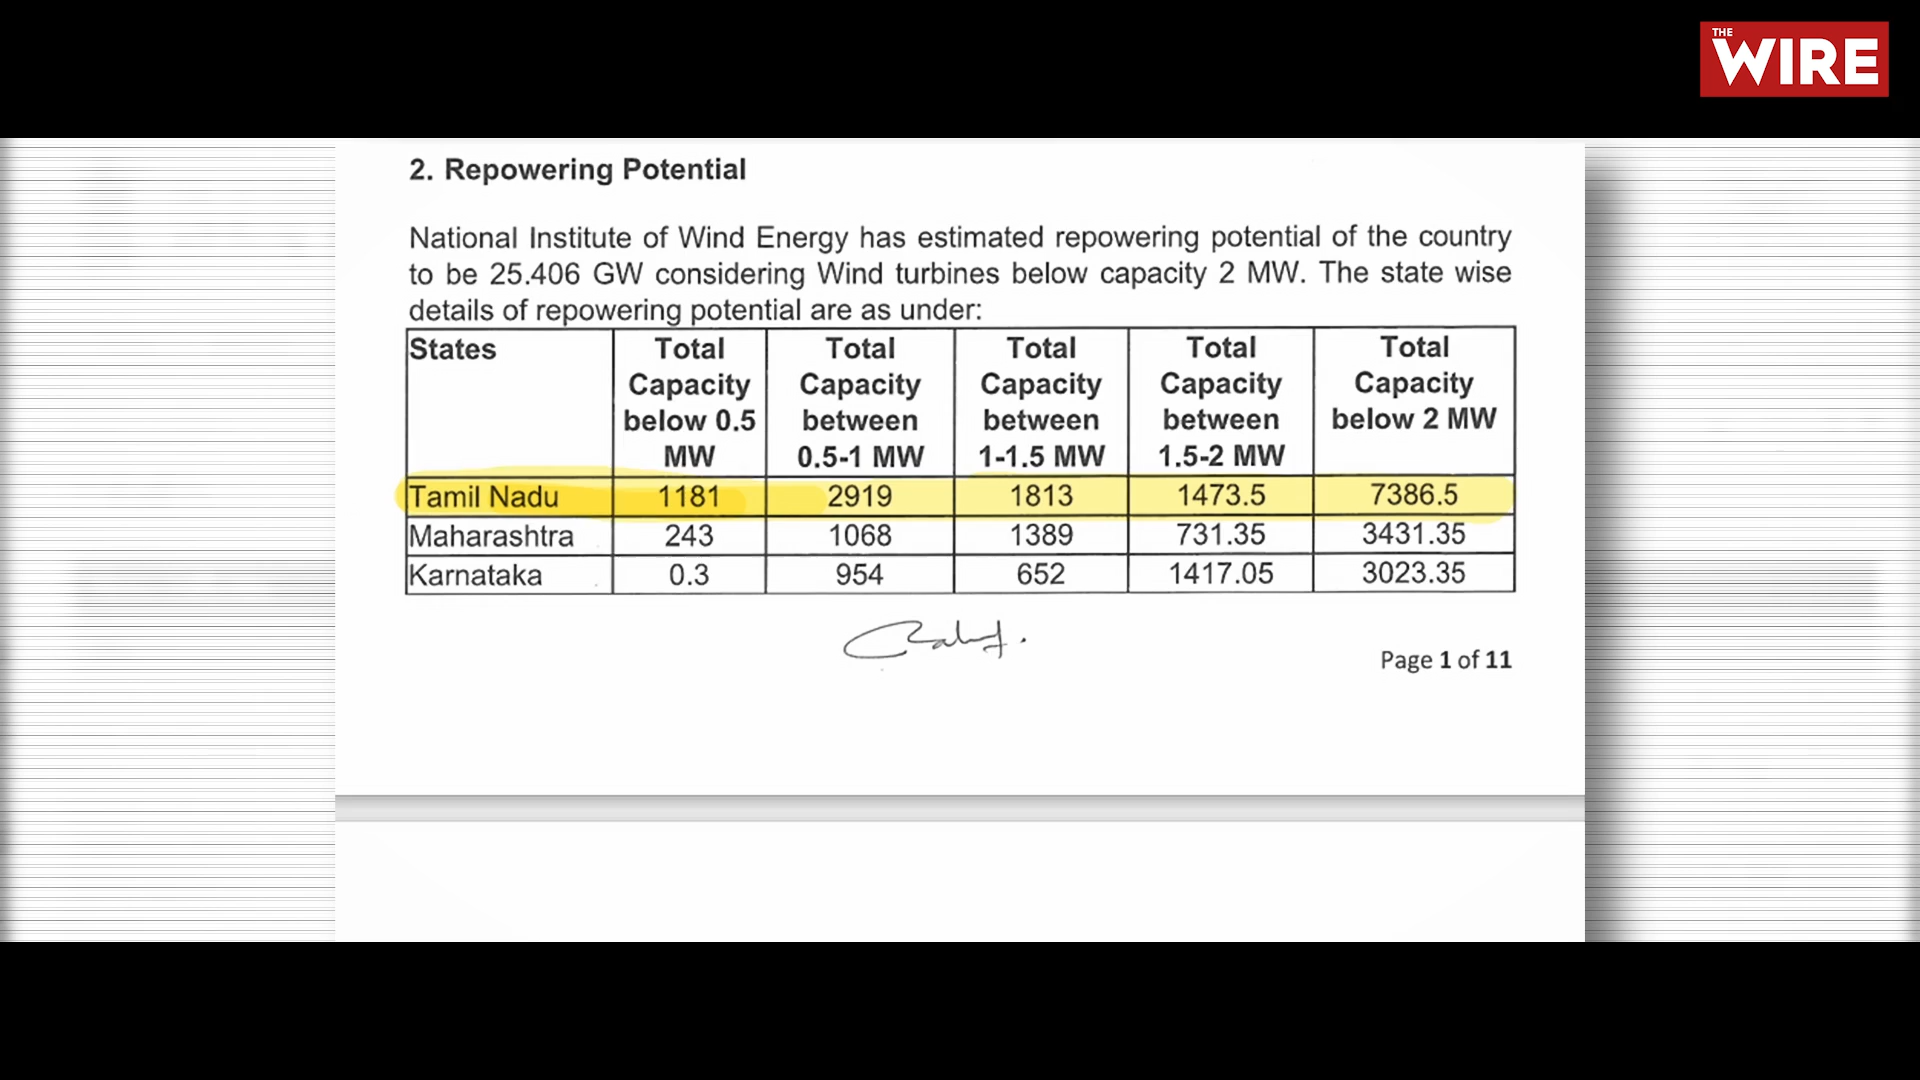 THE
WIRE
2. Repowering Potential
National Institute of Wind Energy has estimated repowering potential of the country
to be 25.406 GW considering Wind turbines below capacity 2 MW. The state wise
details of repowering potential are as under:
States Total Capacity below 0.5 MW Total Capacity between 0.5-1 MW Total Capacity between 1-1.5 MW Total Capacity between 1.5-2 MW Total Capacity below 2 MW
Tamil Nadu 1181 2919 1813 1473.5 7386.5
Maharashtra 243 1068 1389 731.35 3431.35
Karnataka 0.3 954 652 1417.05 3023.35
Page 1 of 11